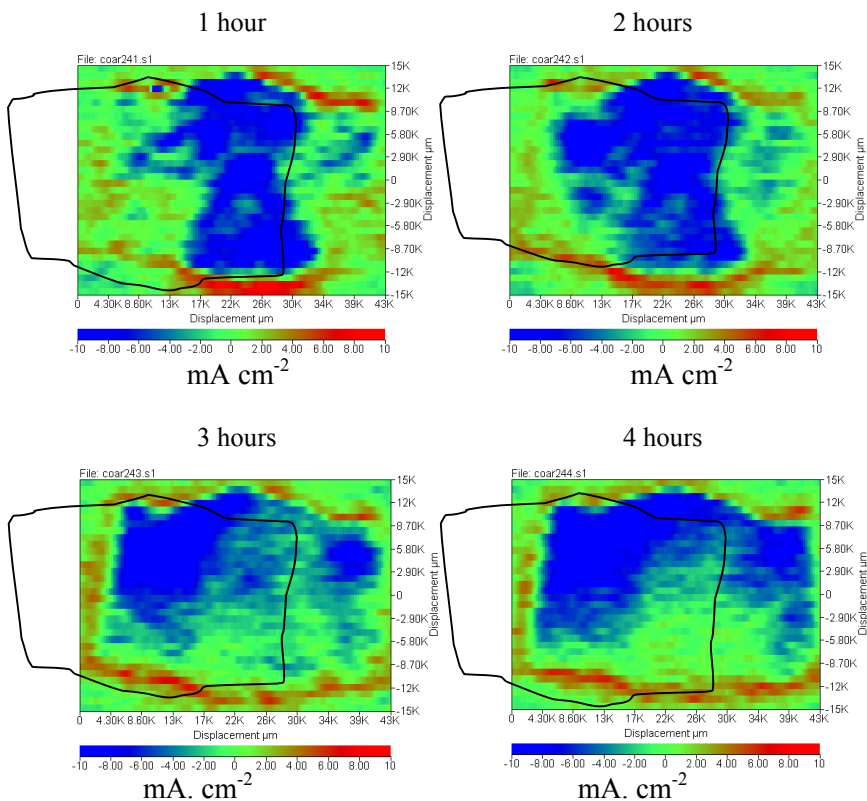 1 hour
File: coar241.s1
15K
12K
8.70K
5.80K
2.90K
0
-2.90K
-5.80K
-8.70K
-12K
15K
Displacement µm
0 4.30K 8.60K 13K 17K 22K 26K 30K 34K 39K 43K
Displacement µm
-10 -8.00 -6.00 -4.00 -2.00 0 2.00 4.00 6.00 8.00 10
mA cm-2
2 hours
File: coar242.s1
15K
12K
8.70K
5.80K
2.90K
0
-2.90K
-5.80K
-8.70K
-12K
15K
Displacement µm
0 4.30K 8.60K 13K 17K 22K 26K 30K 34K 39K 43K
Displacement µm
-10 -8.00 -6.00 -4.00 -2.00 0 2.00 4.00 6.00 8.00 10
mA cm-2
3 hours
File: coar243.s1
15K
12K
8.70K
5.80K
2.90K
0
-2.90K
-5.80K
-8.70K
-12K
15K
Displacement µm
0 4.30K 8.60K 13K 17K 22K 26K 30K 34K 39K 43K
Displacement µm
-10 -8.00 -6.00 -4.00 -2.00 0 2.00 4.00 6.00 8.00 10
mA. cm-2
4 hours
File: coar244.s1
15K
12K
8.70K
5.80K
2.90K
0
-2.90K
-5.80K
-8.70K
-12K
15K
Displacement µm
0 4.30K 8.60K 13K 17K 22K 26K 30K 34K 39K 43K
Displacement µm
-10 -8.00 -6.00 -4.00 -2.00 0 2.00 4.00 6.00 8.00 10
mA. cm-2